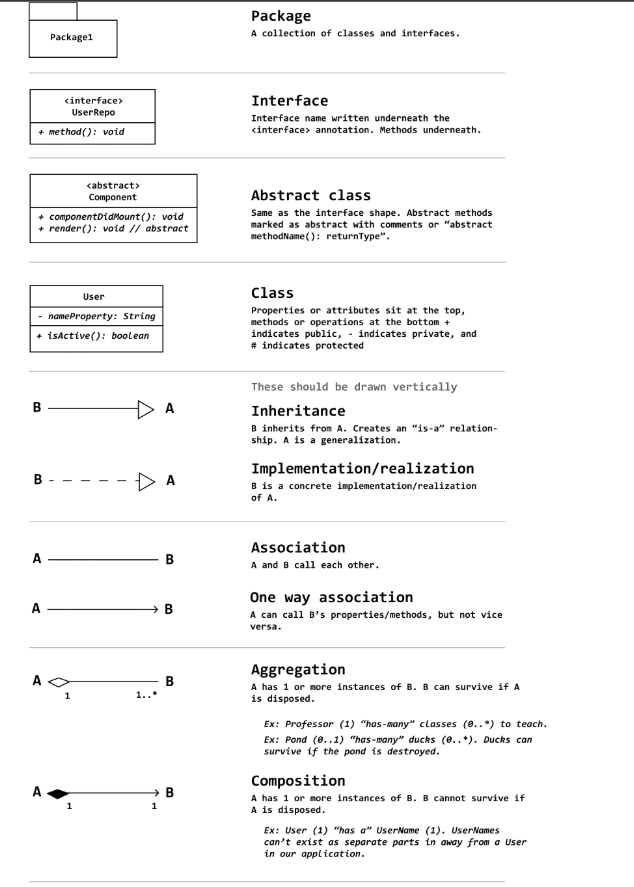 Package1
Package
A collection of classes and interfaces.
<interface>
UserRepo
+ method(): void
Interface
Interface name written underneath the
<interface> annotation. Methods underneath.
<abstract>
Component
+ componentDidMount(): void
+ render(): void // abstract
Abstract class
Same as the interface shape. Abstract methods
marked as abstract with comments or “abstract
methodName(): returnType”.
User
- nameProperty: String
+ isActive(): boolean
Class
Properties or attributes sit at the top,
methods or operations at the bottom +
indicates public, - indicates private, and
# indicates protected
These should be drawn vertically
B A
Inheritance
B inherits from A. Creates an “is-a” relation-
ship. A is a generalization.
B A
Implementation/realization
B is a concrete implementation/realization
of A.
A B
Association
A and B call each other.
A B
One way association
A can call B’s properties/methods, but not vice
versa.
A B
1 1..*
Aggregation
A has 1 or more instances of B. B can survive if A
is disposed.
Ex: Professor (1) “has-many” classes (0..*) to teach.
Ex: Pond (0..1) “has-many” ducks (0..*). Ducks can
survive if the pond is destroyed.
A B
1 1
Composition
A has 1 or more instances of B. B cannot survive if
A is disposed.
Ex: User (1) “has a” UserName (1). UserNames
can’t exist as separate parts in away from a User
in our application.